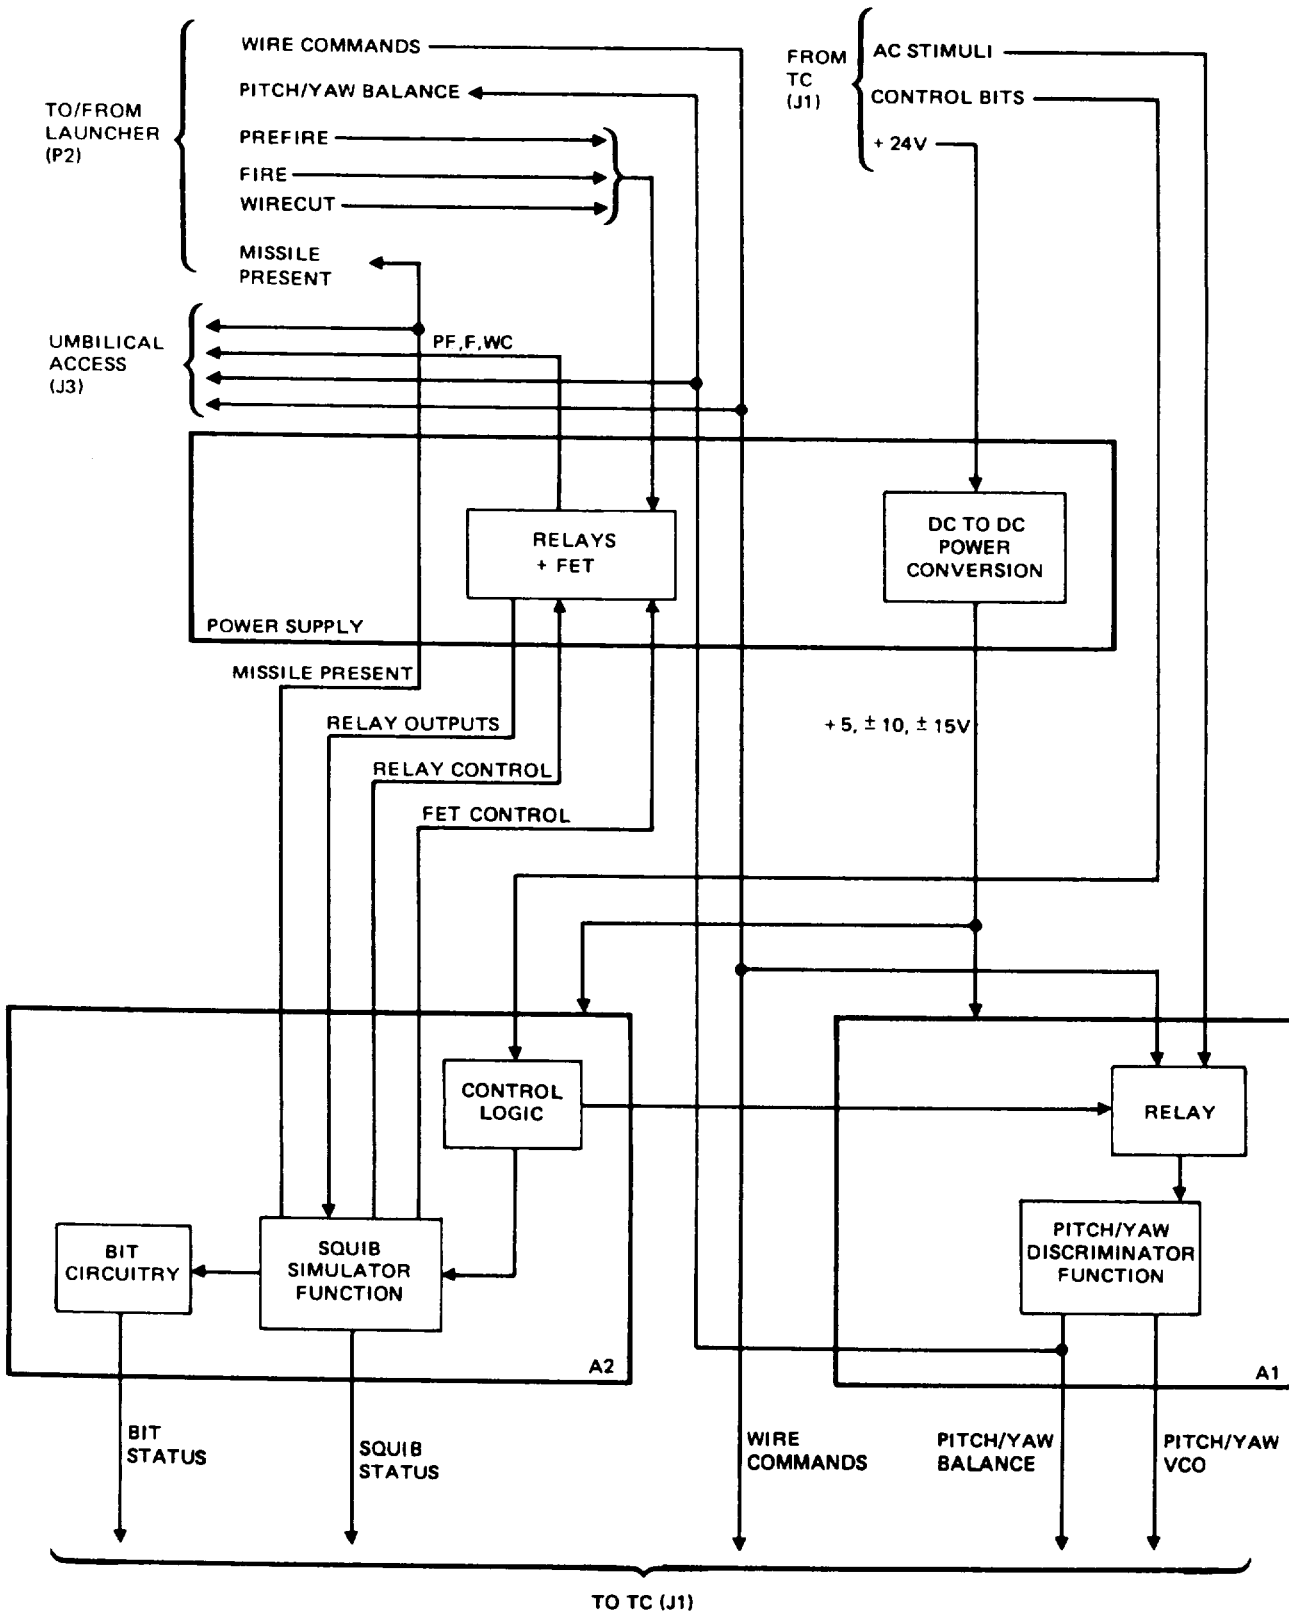 WIRE COMMANDS
PITCH/YAW BALANCE
TO/FROM
LAUNCHER
(P2)
PREFIRE
FIRE
WIRECUT
MISSILE
PRESENT
FROM
TC
(J1)
AC STIMULI
CONTROL BITS
+ 24V
UMBILICAL
ACCESS
(J3)
PF,F,WC
RELAYS
+ FET
DC TO DC
POWER
CONVERSION
POWER SUPPLY
MISSILE PRESENT
RELAY OUTPUTS
RELAY CONTROL
FET CONTROL
+ 5, ± 10, ± 15V
CONTROL
LOGIC
RELAY
BIT
CIRCUITRY
SQUIB
SIMULATOR
FUNCTION
PITCH/YAW
DISCRIMINATOR
FUNCTION
A2
A1
BIT
STATUS
SQUIB
STATUS
WIRE
COMMANDS
PITCH/YAW
BALANCE
PITCH/YAW
VCO
TO TC (J1)